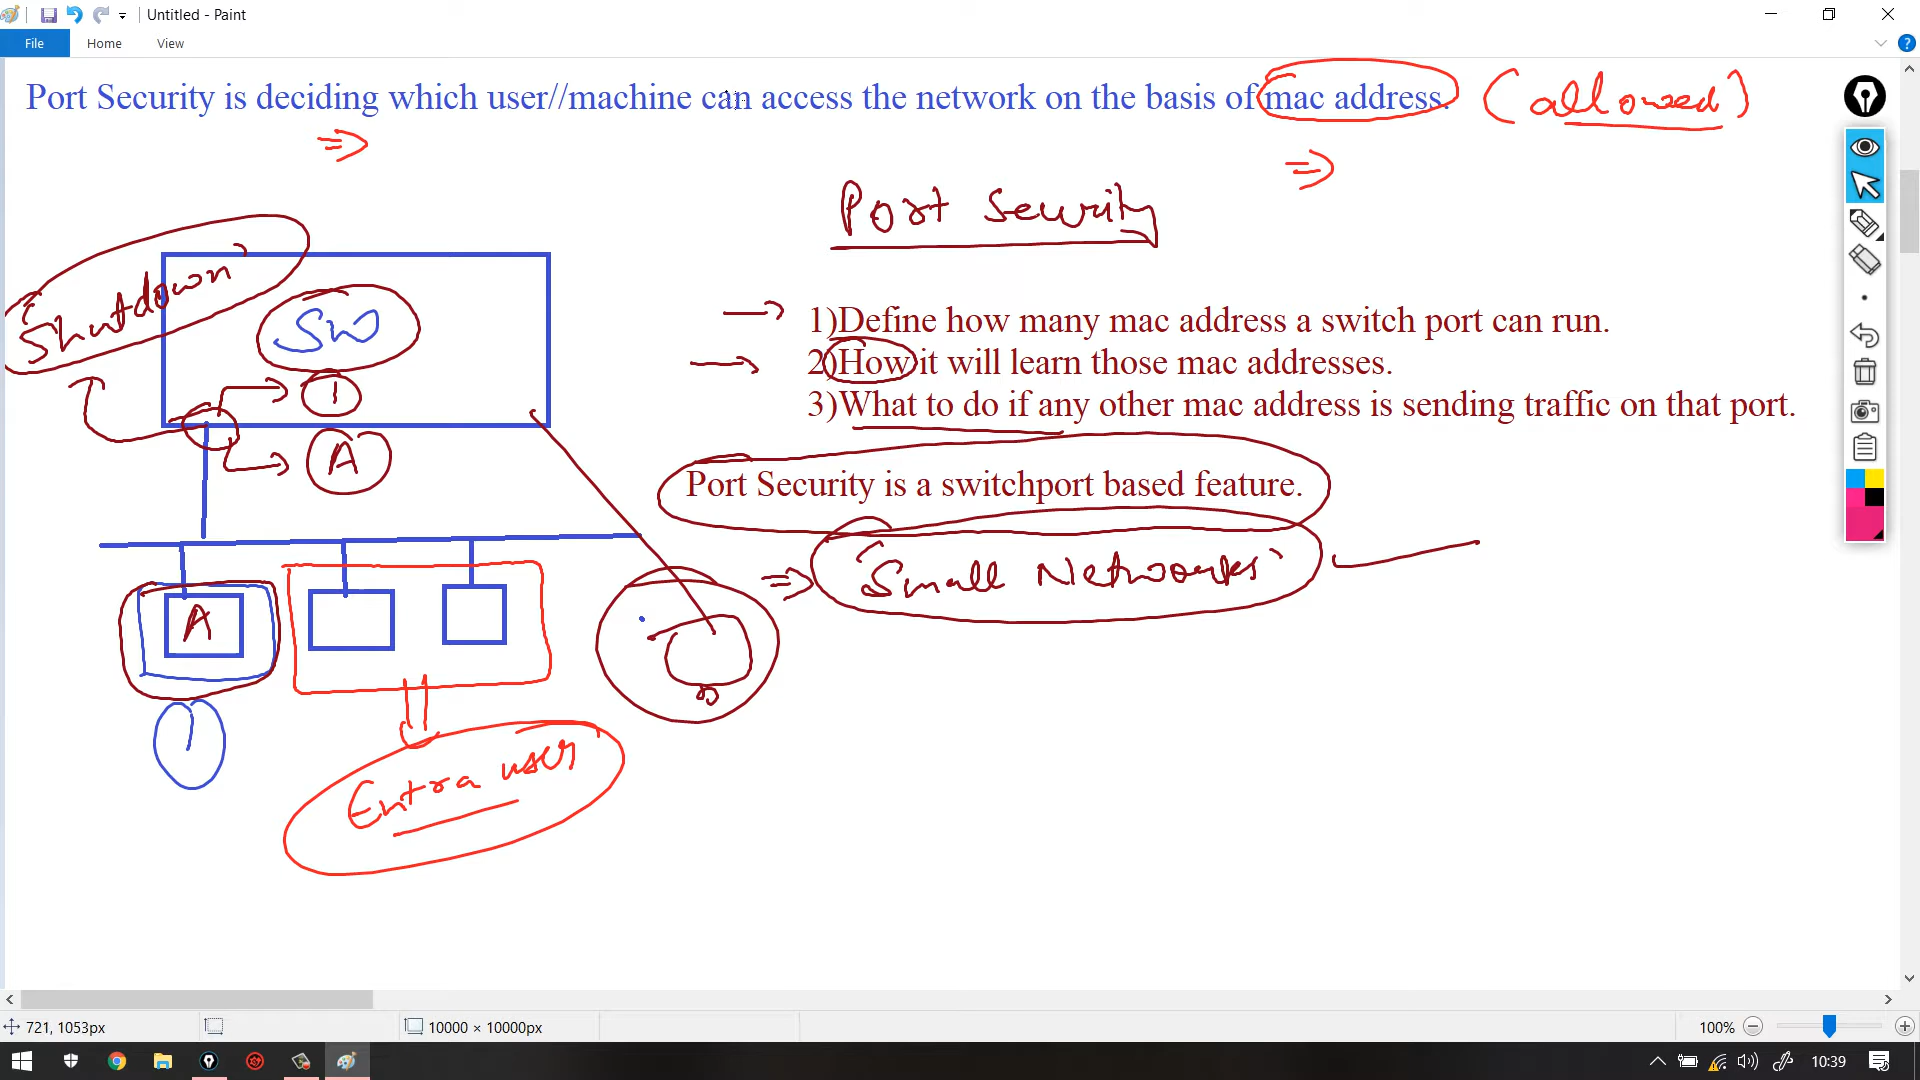 Untitled - Paint
File Home View
Port Security is deciding which user//machine can access the network on the basis of mac address. (allowed)
Port Security
Shutdown
SW
1)Define how many mac address a switch port can run.
2)How it will learn those mac addresses.
1
3)What to do if any other mac address is sending traffic on that port.
A
Port Security is a switchport based feature.
"Small Networks"
A
1
Extra user
721, 1053px
10000 × 10000px
100%
10:39